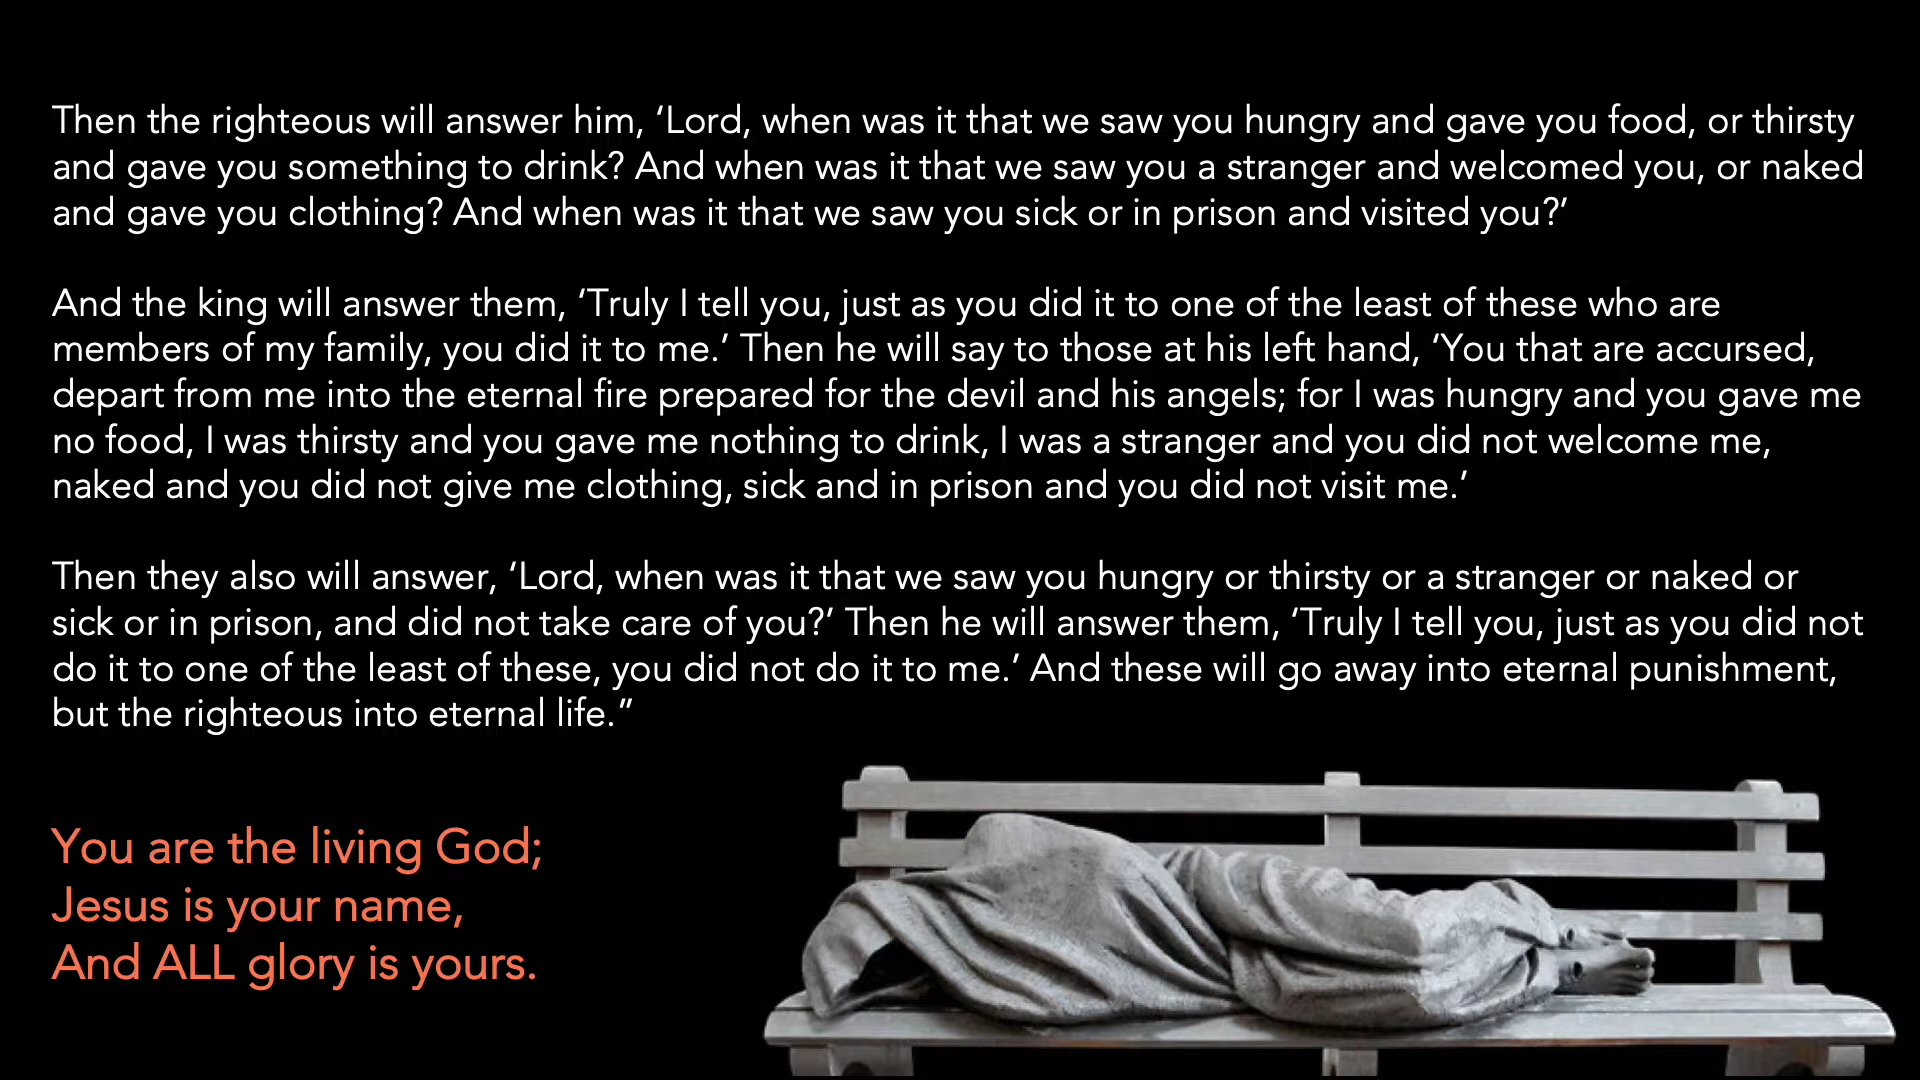 Then the righteous will answer him, ‘Lord, when was it that we saw you hungry and gave you food, or thirsty
and gave you something to drink? And when was it that we saw you a stranger and welcomed you, or naked
and gave you clothing? And when was it that we saw you sick or in prison and visited you?’
And the king will answer them, ‘Truly I tell you, just as you did it to one of the least of these who are
members of my family, you did it to me.’ Then he will say to those at his left hand, ‘You that are accursed,
depart from me into the eternal fire prepared for the devil and his angels; for I was hungry and you gave me
no food, I was thirsty and you gave me nothing to drink, I was a stranger and you did not welcome me,
naked and you did not give me clothing, sick and in prison and you did not visit me.’
Then they also will answer, ‘Lord, when was it that we saw you hungry or thirsty or a stranger or naked or
sick or in prison, and did not take care of you?’ Then he will answer them, ‘Truly I tell you, just as you did not
do it to one of the least of these, you did not do it to me.’ And these will go away into eternal punishment,
but the righteous into eternal life.”
You are the living God;
Jesus is your name,
And ALL glory is yours.